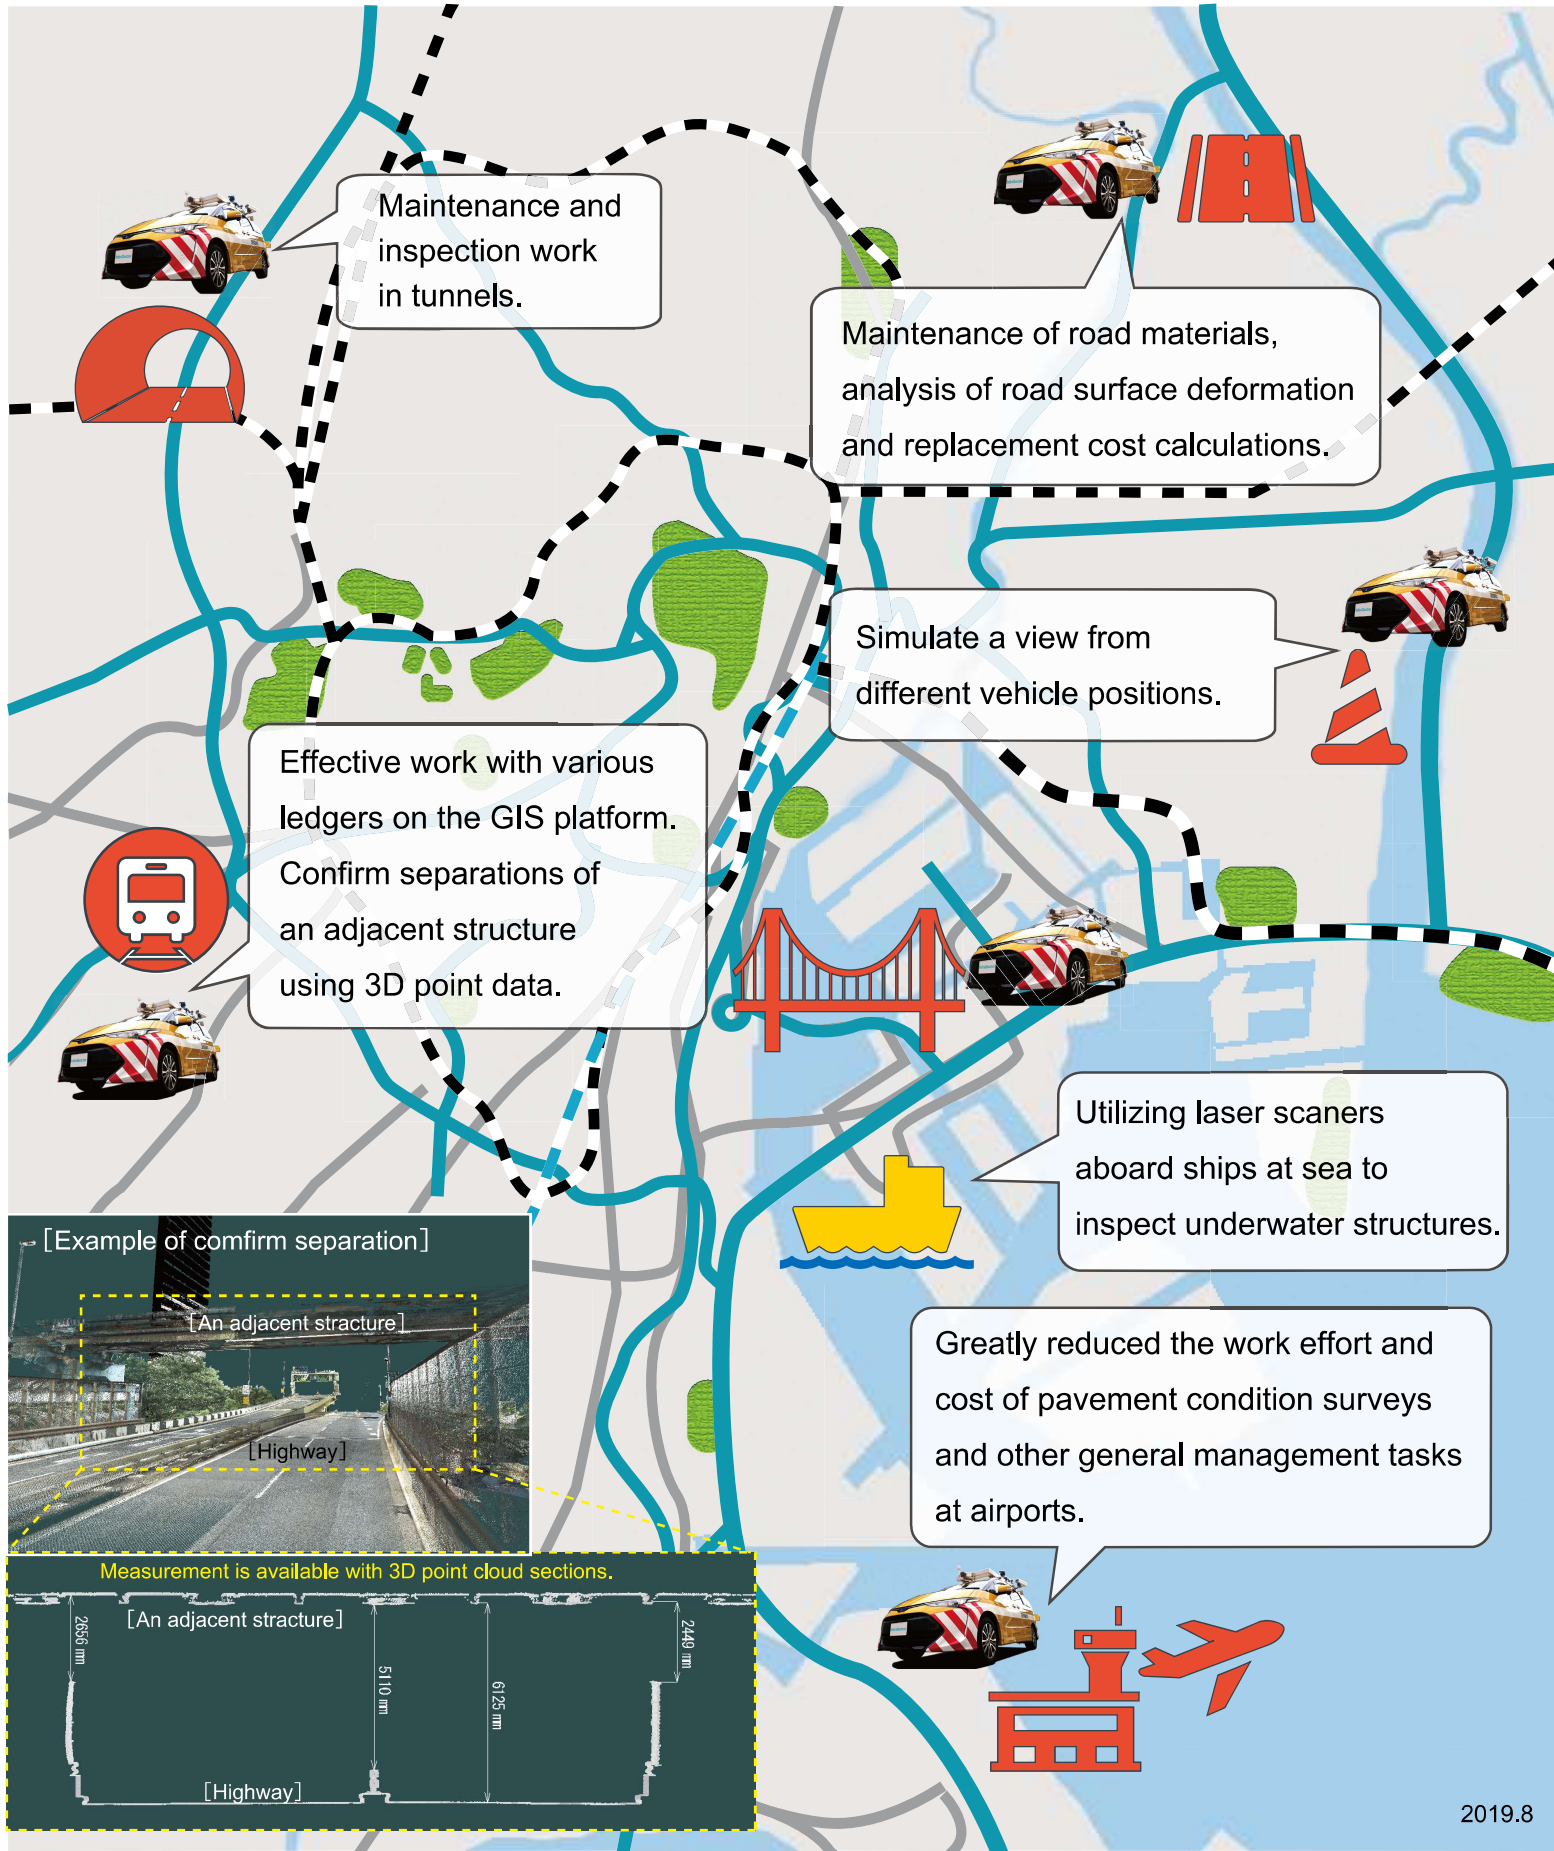 Maintenance and
inspection work
in tunnels.
Maintenance of road materials,
analysis of road surface deformation
and replacement cost calculations.
Simulate a view from
different vehicle positions.
Effective work with various
ledgers on the GIS platform.
Confirm separations of
an adjacent structure
using 3D point data.
Utilizing laser scaners
aboard ships at sea to
inspect underwater structures.
Greatly reduced the work effort and
cost of pavement condition surveys
and other general management tasks
at airports.
[Example of comfirm separation]
[An adjacent stracture]
[Highway]
Measurement is available with 3D point cloud sections.
[An adjacent stracture]
2656 mm
5110 mm
6125 mm
2449 mm
[Highway]
2019.8